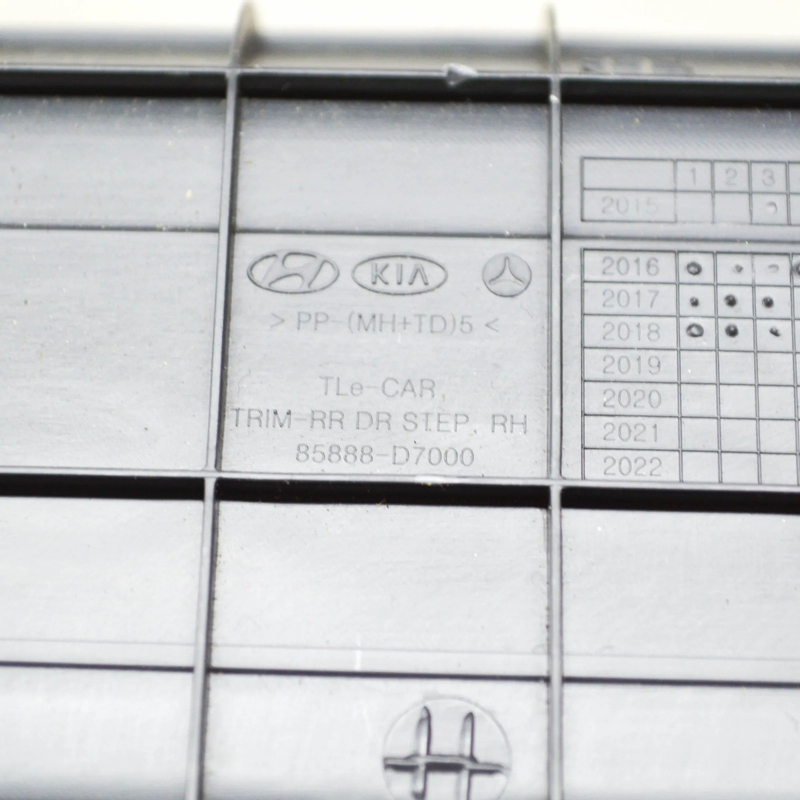 1 2 3
2015
KIA
> PP-(MH+TD)5 <
TLe-CAR,
TRIM-RR DR STEP, RH
85888-D7000
2016
2017
2018
2019
2020
2021
2022
H